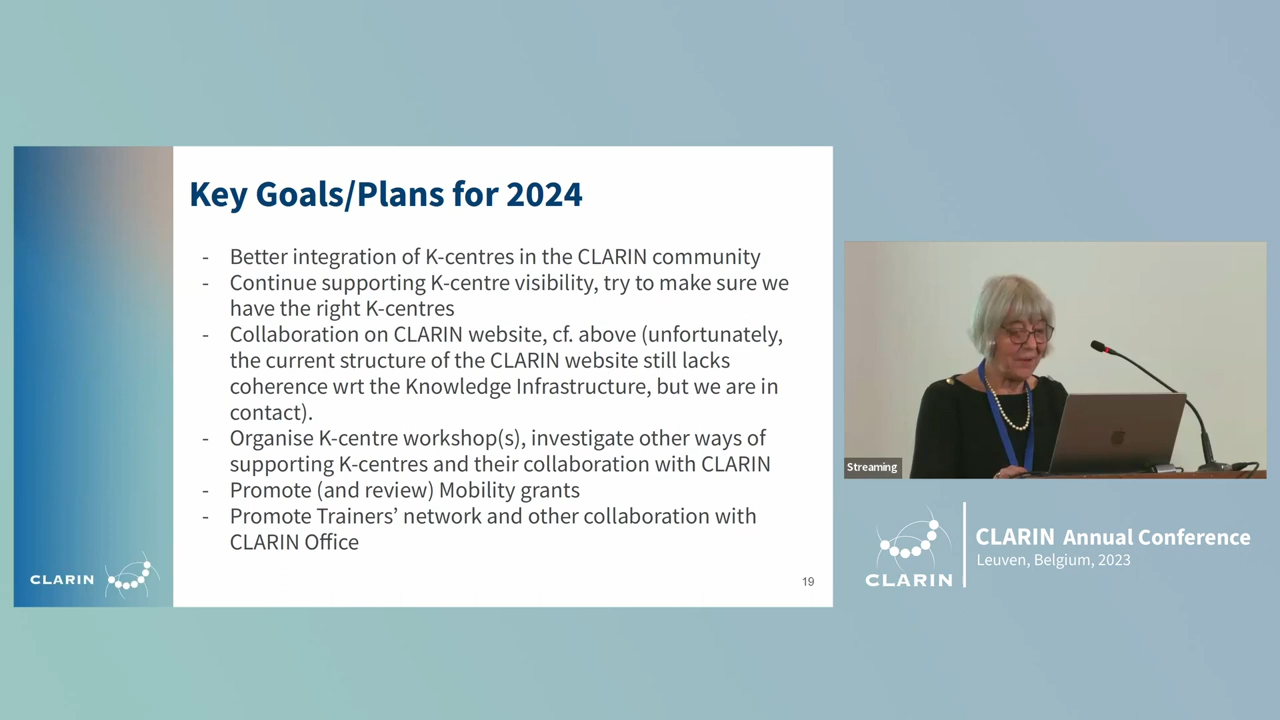 Key Goals/Plans for 2024
- Better integration of K-centres in the CLARIN community
- Continue supporting K-centre visibility, try to make sure we
have the right K-centres
- Collaboration on CLARIN website, cf. above (unfortunately,
the current structure of the CLARIN website still lacks
coherence wrt the Knowledge Infrastructure, but we are in
contact).
- Organise K-centre workshop(s), investigate other ways of
supporting K-centres and their collaboration with CLARIN
- Promote (and review) Mobility grants
- Promote Trainers’ network and other collaboration with
CLARIN Office
CLARIN
19
Streaming
CLARIN
CLARIN Annual Conference
Leuven, Belgium, 2023